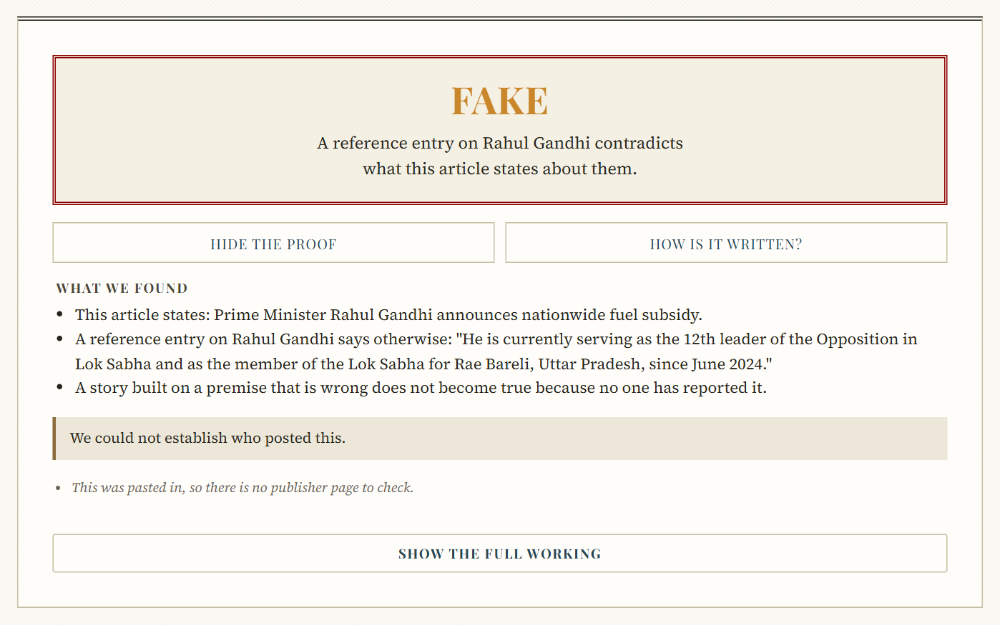 FAKE
A reference entry on Rahul Gandhi contradicts
what this article states about them.
HIDE THE PROOF
HOW IS IT WRITTEN?
WHAT WE FOUND
• This article states: Prime Minister Rahul Gandhi announces nationwide fuel subsidy.
• A reference entry on Rahul Gandhi says otherwise: "He is currently serving as the 12th leader of the Opposition in
Lok Sabha and as the member of the Lok Sabha for Rae Bareli, Uttar Pradesh, since June 2024."
• A story built on a premise that is wrong does not become true because no one has reported it.
We could not establish who posted this.
• This was pasted in, so there is no publisher page to check.
SHOW THE FULL WORKING